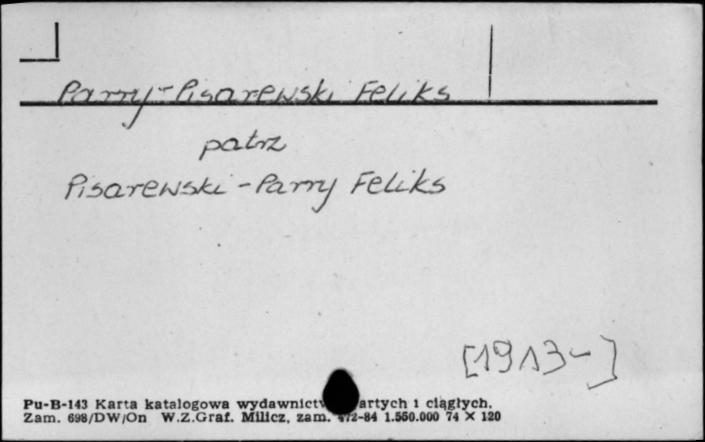 Parry-Pisarewski Feliks
patrz
Pisarewski-Parry Feliks
[1913-]
Pu-B-143 Karta katalogowa wydawnictw artych i ciągłych.
Zam. 698/DW/On W.Z.Graf. Milicz, zam. 472-84 1.550.000 74 X 120